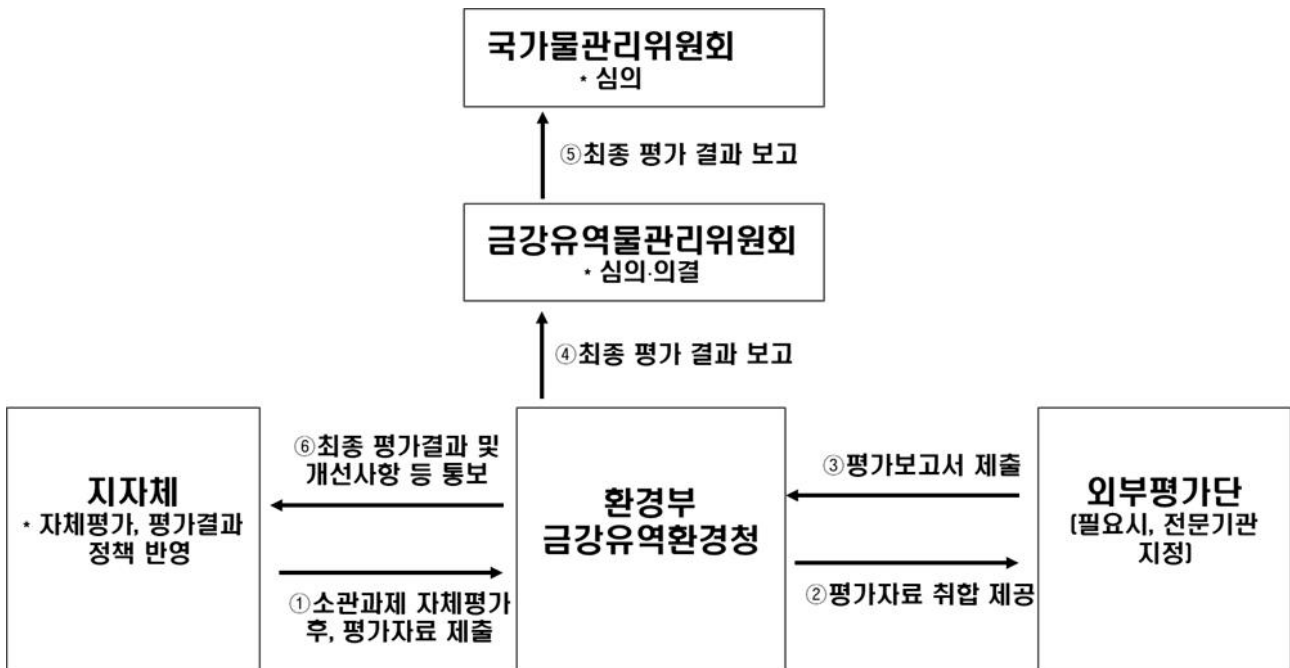 국가물관리위원회
* 심의
⑤최종 평가 결과 보고
금강유역물관리위원회
* 심의·의결
④최종 평가 결과 보고
지자체
* 자체평가, 평가결과
정책 반영
⑥최종 평가결과 및
개선사항 등 통보
①소관과제 자체평가
후, 평가자료 제출
환경부
금강유역환경청
③평가보고서 제출
②평가자료 취합 제공
외부평가단
(필요시, 전문기관
지정)